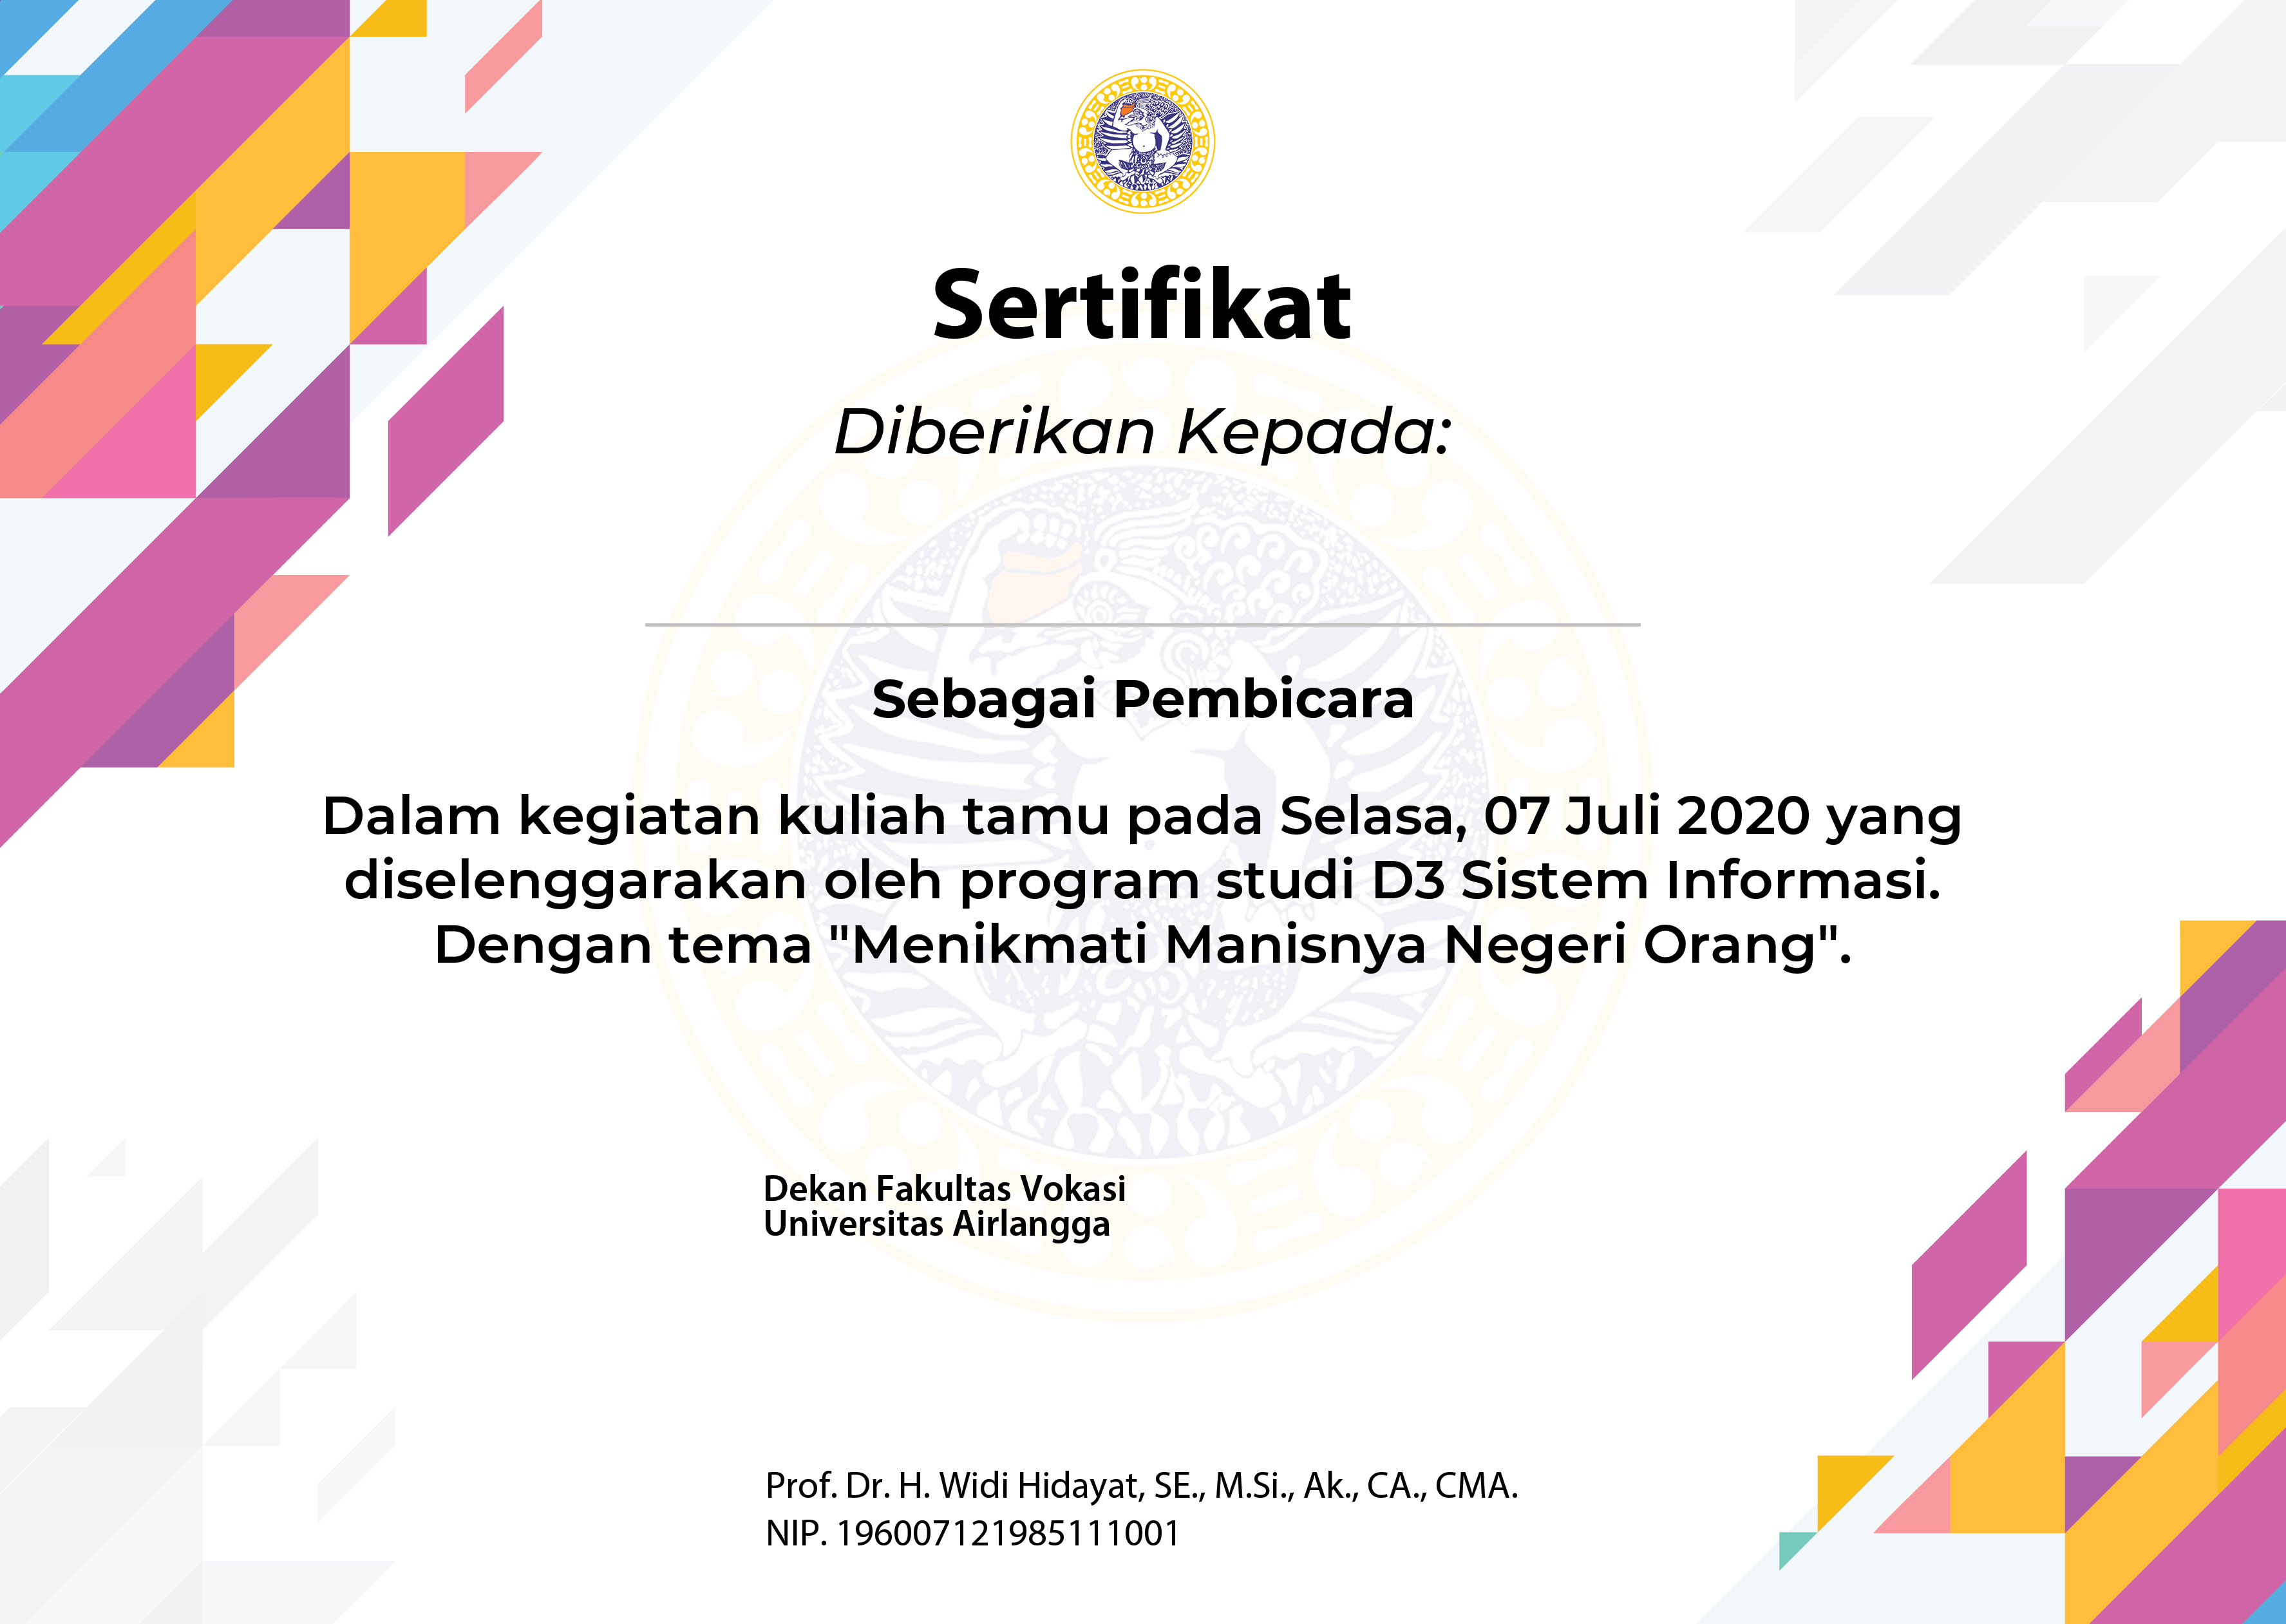 Sertifikat
Diberikan Kepada:
Sebagai Pembicara
Dalam kegiatan kuliah tamu pada Selasa, 07 Juli 2020 yang
diselenggarakan oleh program studi D3 Sistem Informasi.
Dengan tema "Menikmati Manisnya Negeri Orang".
Dekan Fakultas Vokasi
Universitas Airlangga
Prof. Dr. H. Widi Hidayat, SE., M.Si., Ak., CA., CMA.
NIP. 196007121985111001